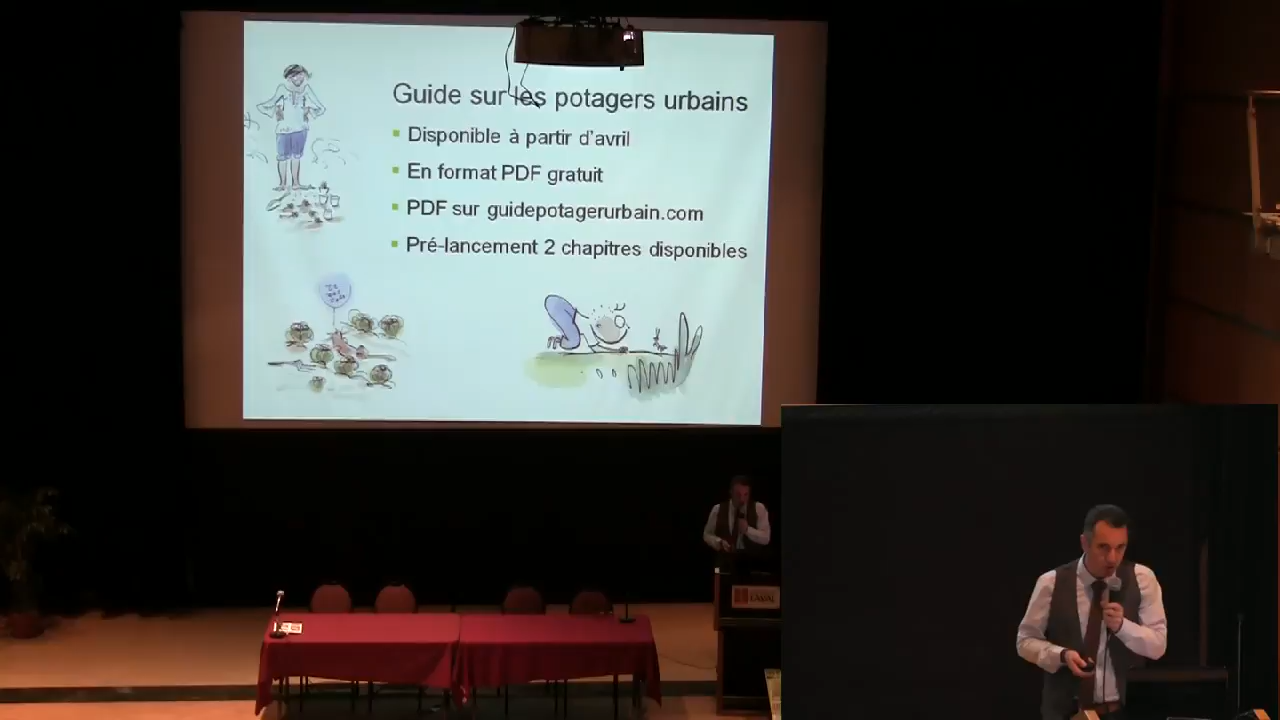 Guide sur les potagers urbains
Disponible à partir d'avril
En format PDF gratuit
PDF sur guidepotagerurbain.com
Pré-lancement 2 chapitres disponibles
LAVAL